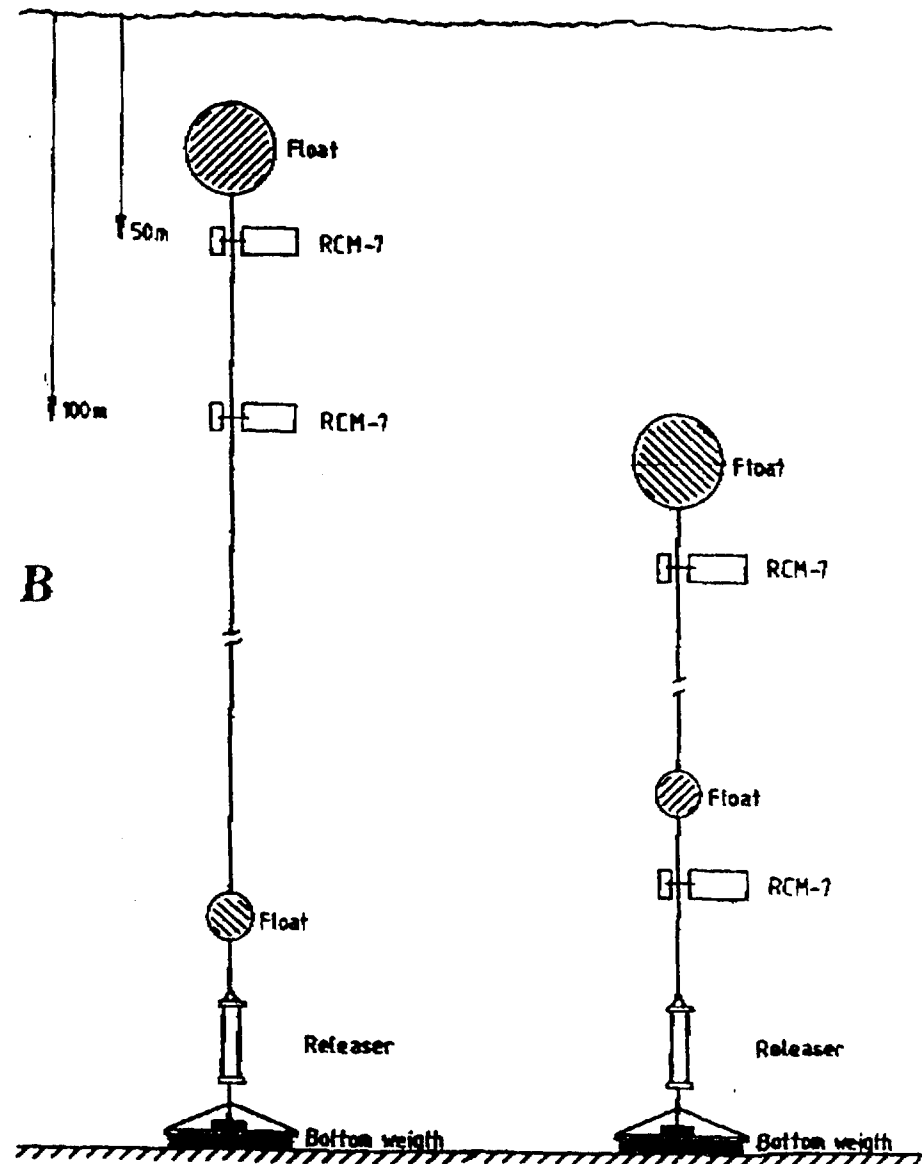 Float
50m
RCM-7
100m
RCM-7
Float
B
RCM-7
Float
RCM-7
Float
Releaser
Releaser
Bottom weigth
Bottom weigth